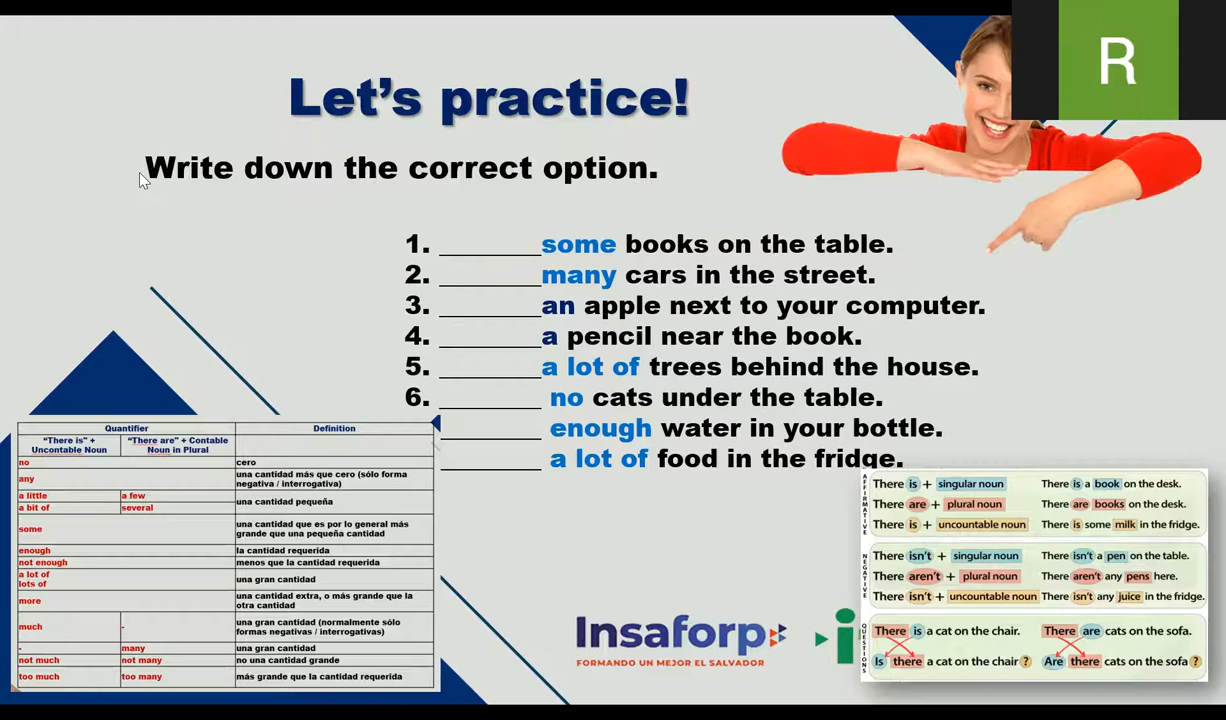 R
Let's practice!
Write down the correct option.
1. _______some books on the table.
2. _______many cars in the street.
3. _______an apple next to your computer.
4. _______a pencil near the book.
5. _______a lot of trees behind the house.
6. _______ no cats under the table.
_______ enough water in your bottle.
_______ a lot of food in the fridge.
Quantifier Definition
"There is" + Uncontable Noun
"There are" + Contable Noun in Plural
no cero
any una cantidad más que cero (sólo forma negativa / interrogativa)
a little a few una cantidad pequeña
a bit of several
some una cantidad que es por lo general más grande que una pequeña cantidad
enough la cantidad requerida
not enough menos que la cantidad requerida
a lot of
lots of una gran cantidad
more una cantidad extra, o más grande que la otra cantidad
much - una gran cantidad (normalmente sólo formas negativas / interrogativas)
- many una gran cantidad
not much not many no una cantidad grande
too much too many más grande que la cantidad requerida
Insaforp
FORMANDO UN MEJOR EL SALVADOR
AFFIRMATIVE
There is + singular noun There is a book on the desk.
There are + plural noun There are books on the desk.
There is + uncountable noun There is some milk in the fridge.
NEGATIVE
There isn't + singular noun There isn't a pen on the table.
There aren't + plural noun There aren't any pens here.
There isn't + uncountable noun There isn't any juice in the fridge.
QUESTIONS
There is a cat on the chair. There are cats on the sofa.
Is there a cat on the chair ? Are there cats on the sofa ?